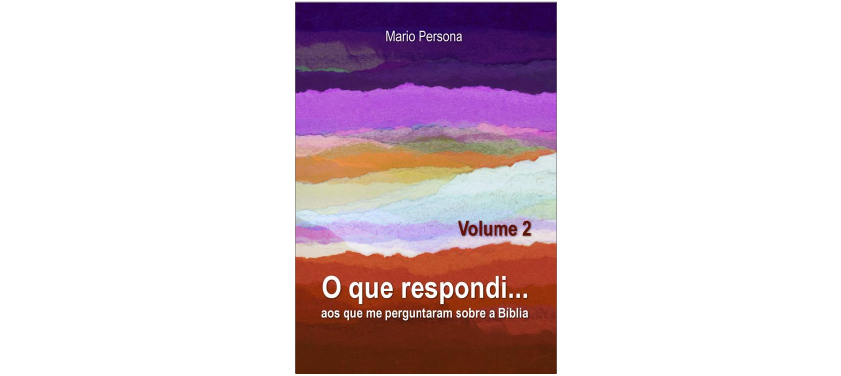 Mario Persona
Volume 2
O que respondi...
aos que me perguntaram sobre a Bíblia